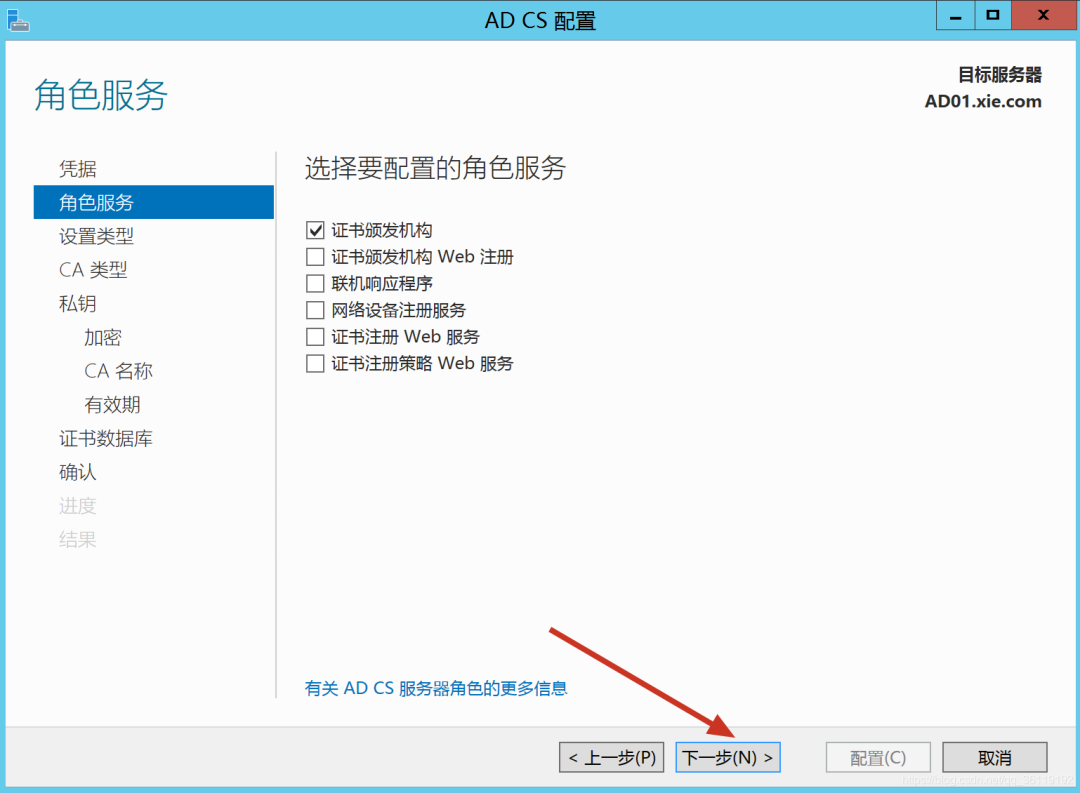 AD CS 配置
角色服务
目标服务器
AD01.xie.com
凭据
角色服务
设置类型
CA 类型
私钥
加密
CA 名称
有效期
证书数据库
确认
进度
结果
选择要配置的角色服务
证书颁发机构
证书颁发机构 Web 注册
联机响应程序
网络设备注册服务
证书注册 Web 服务
证书注册策略 Web 服务
有关 AD CS 服务器角色的更多信息
< 上一步(P)
下一步(N) >
配置(C)
取消